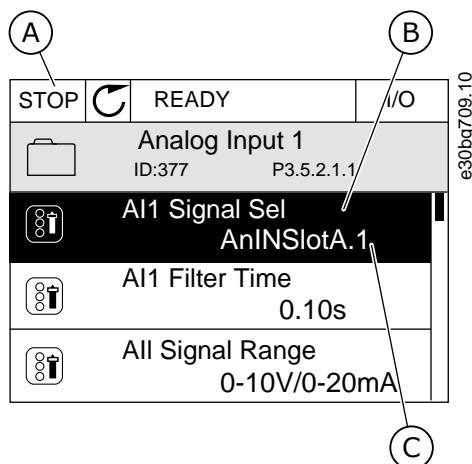 A
B
STOP
READY
I/O
Analog Input 1
ID:377 P3.5.2.1.1
AI1 Signal Sel
AnINSlotA.1
AI1 Filter Time
0.10s
AIl Signal Range
0-10V/0-20mA
C
e30bg709.10